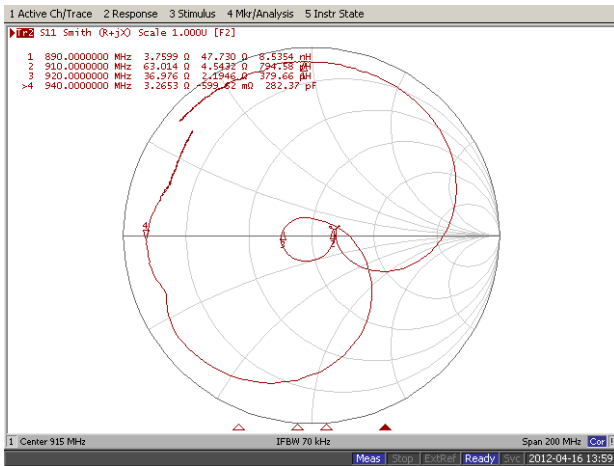 1 Active Ch/Trace 2 Response 3 Stimulus 4 Mkr/Analysis 5 Instr State
Tr2 S11 Smith (R+jX) Scale 1.000U [F2]
1 890.0000000 MHz 3.7599 Ω 47.730 Ω 8.5354 nH
2 910.0000000 MHz 63.014 Ω 4.5432 Ω 794.58 pH
3 920.0000000 MHz 36.976 Ω 2.1946 Ω 379.66 pH
>4 940.0000000 MHz 3.2653 Ω -599.62 mΩ 282.37 pF
4
3
1 Center 915 MHz IFBW 70 kHz Span 200 MHz Cor !
Meas Stop ExtRef Ready Svc 2012-04-16 13:59